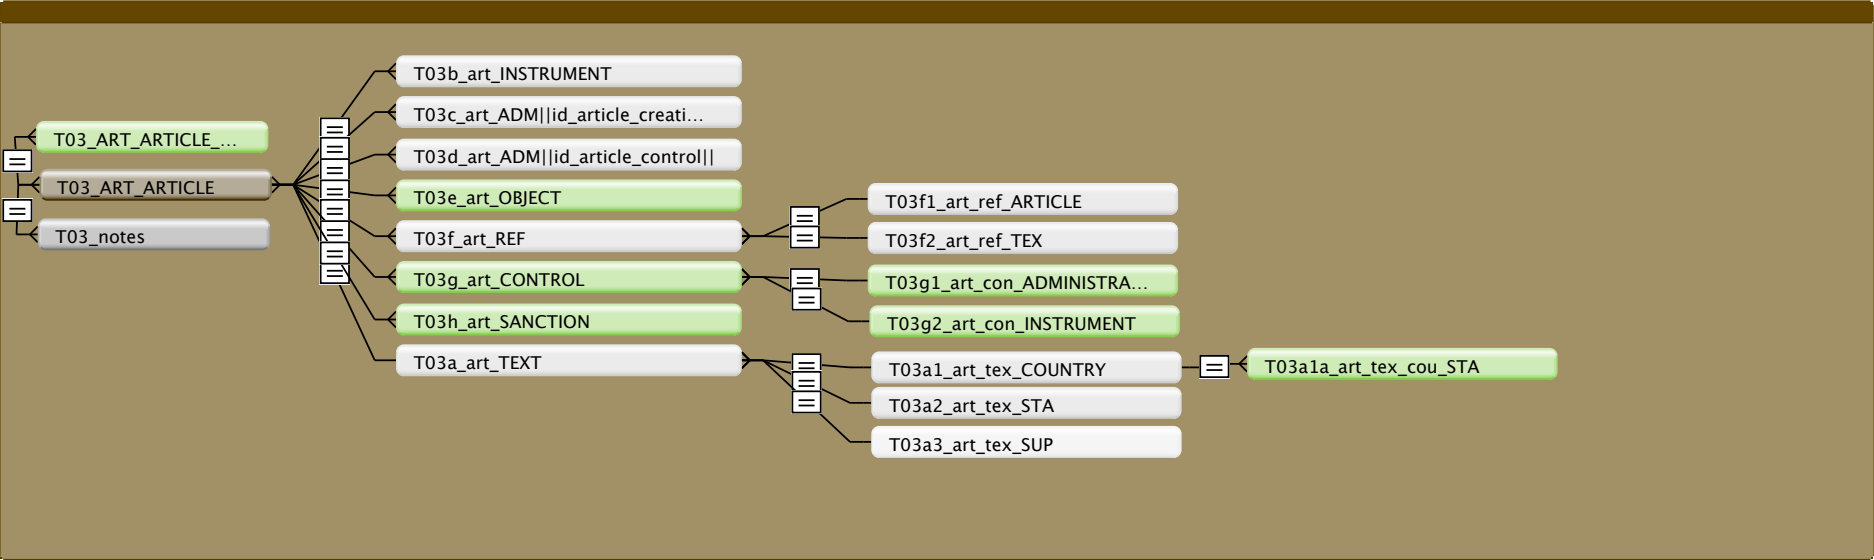 T03b_art_INSTRUMENT
T03c_art_ADM||id_article_creati...
T03_ART_ARTICLE_...
T03d_art_ADM||id_article_control||
T03_ART_ARTICLE
T03e_art_OBJECT
T03f1_art_ref_ARTICLE
T03_notes
T03f_art_REF
T03f2_art_ref_TEX
T03g_art_CONTROL
T03g1_art_con_ADMINISTRA...
T03h_art_SANCTION
T03g2_art_con_INSTRUMENT
T03a_art_TEXT
T03a1_art_tex_COUNTRY
T03a1a_art_tex_cou_STA
T03a2_art_tex_STA
T03a3_art_tex_SUP